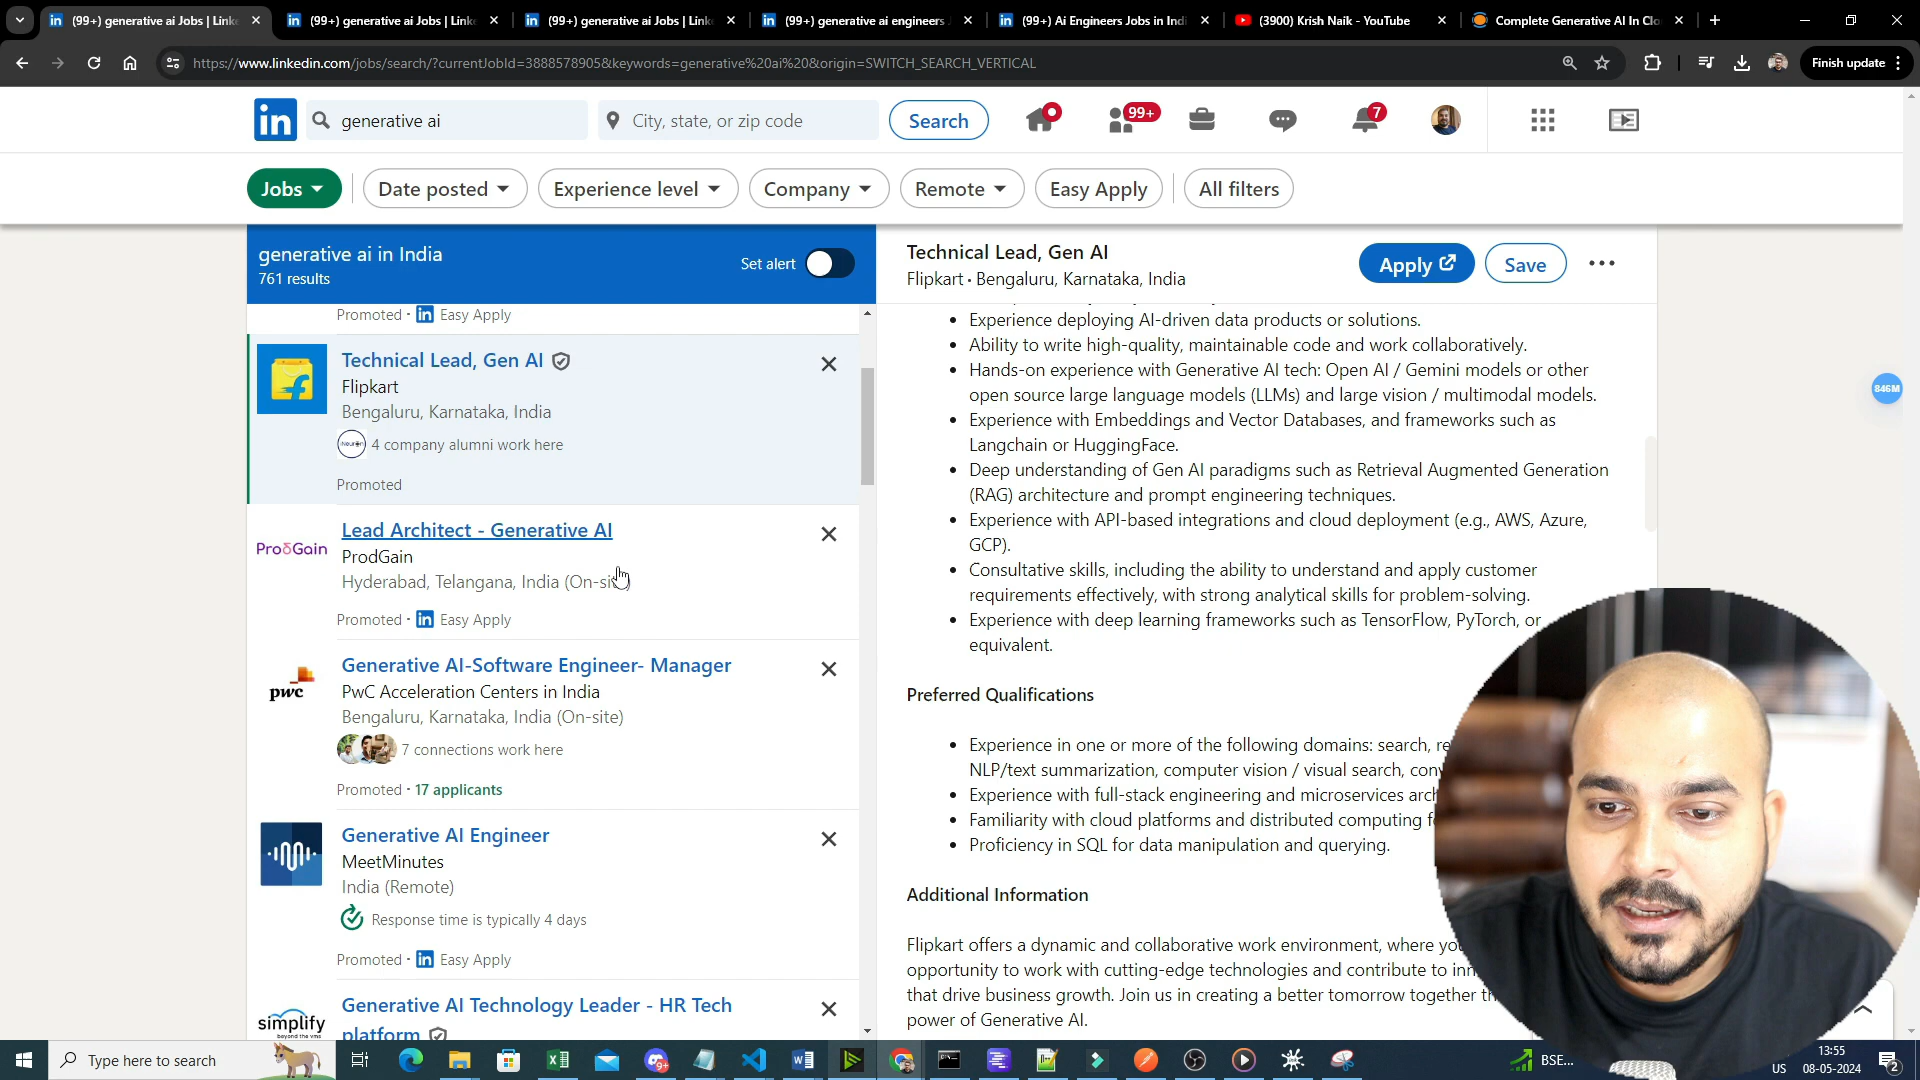 (99+) generative ai Jobs | Linke
(99+) generative ai Jobs | Linke
(99+) generative ai Jobs | Linke
(99+) generative ai engineers
(99+) Ai Engineers Jobs in Indi
(3900) Krish Naik - YouTube
Complete Generative AI In Clo
https://www.linkedin.com/jobs/search/?currentJobId=3888578905&keywords=generative%20ai%20&origin=SWITCH_SEARCH_VERTICAL
Finish update
in
generative ai
City, state, or zip code
Search
99+
7
Jobs
Date posted
Experience level
Company
Remote
Easy Apply
All filters
generative ai in India
761 results
Set alert
Promoted · in Easy Apply
Technical Lead, Gen AI
Flipkart
Bengaluru, Karnataka, India
4 company alumni work here
Promoted
ProdGain
Lead Architect - Generative AI
ProdGain
Hyderabad, Telangana, India (On-site)
Promoted · in Easy Apply
pwc
Generative AI-Software Engineer- Manager
PwC Acceleration Centers in India
Bengaluru, Karnataka, India (On-site)
7 connections work here
Promoted · 17 applicants
Generative AI Engineer
MeetMinutes
India (Remote)
Response time is typically 4 days
Promoted · in Easy Apply
simplify
Generative AI Technology Leader - HR Tech
platform
Technical Lead, Gen AI
Flipkart · Bengaluru, Karnataka, India
Apply
Save
• Experience deploying AI-driven data products or solutions.
• Ability to write high-quality, maintainable code and work collaboratively.
• Hands-on experience with Generative AI tech: Open AI / Gemini models or other
open source large language models (LLMs) and large vision / multimodal models.
• Experience with Embeddings and Vector Databases, and frameworks such as
Langchain or HuggingFace.
• Deep understanding of Gen AI paradigms such as Retrieval Augmented Generation
(RAG) architecture and prompt engineering techniques.
• Experience with API-based integrations and cloud deployment (e.g., AWS, Azure,
GCP).
• Consultative skills, including the ability to understand and apply customer
requirements effectively, with strong analytical skills for problem-solving.
• Experience with deep learning frameworks such as TensorFlow, PyTorch, or
equivalent.
Preferred Qualifications
• Experience in one or more of the following domains: search, re
NLP/text summarization, computer vision / visual search, conv
• Experience with full-stack engineering and microservices arch
• Familiarity with cloud platforms and distributed computing f
• Proficiency in SQL for data manipulation and querying.
Additional Information
Flipkart offers a dynamic and collaborative work environment, where yo
opportunity to work with cutting-edge technologies and contribute to inn
that drive business growth. Join us in creating a better tomorrow together th
power of Generative AI.
846M
Type here to search
BSE...
US
13:55
08-05-2024
2